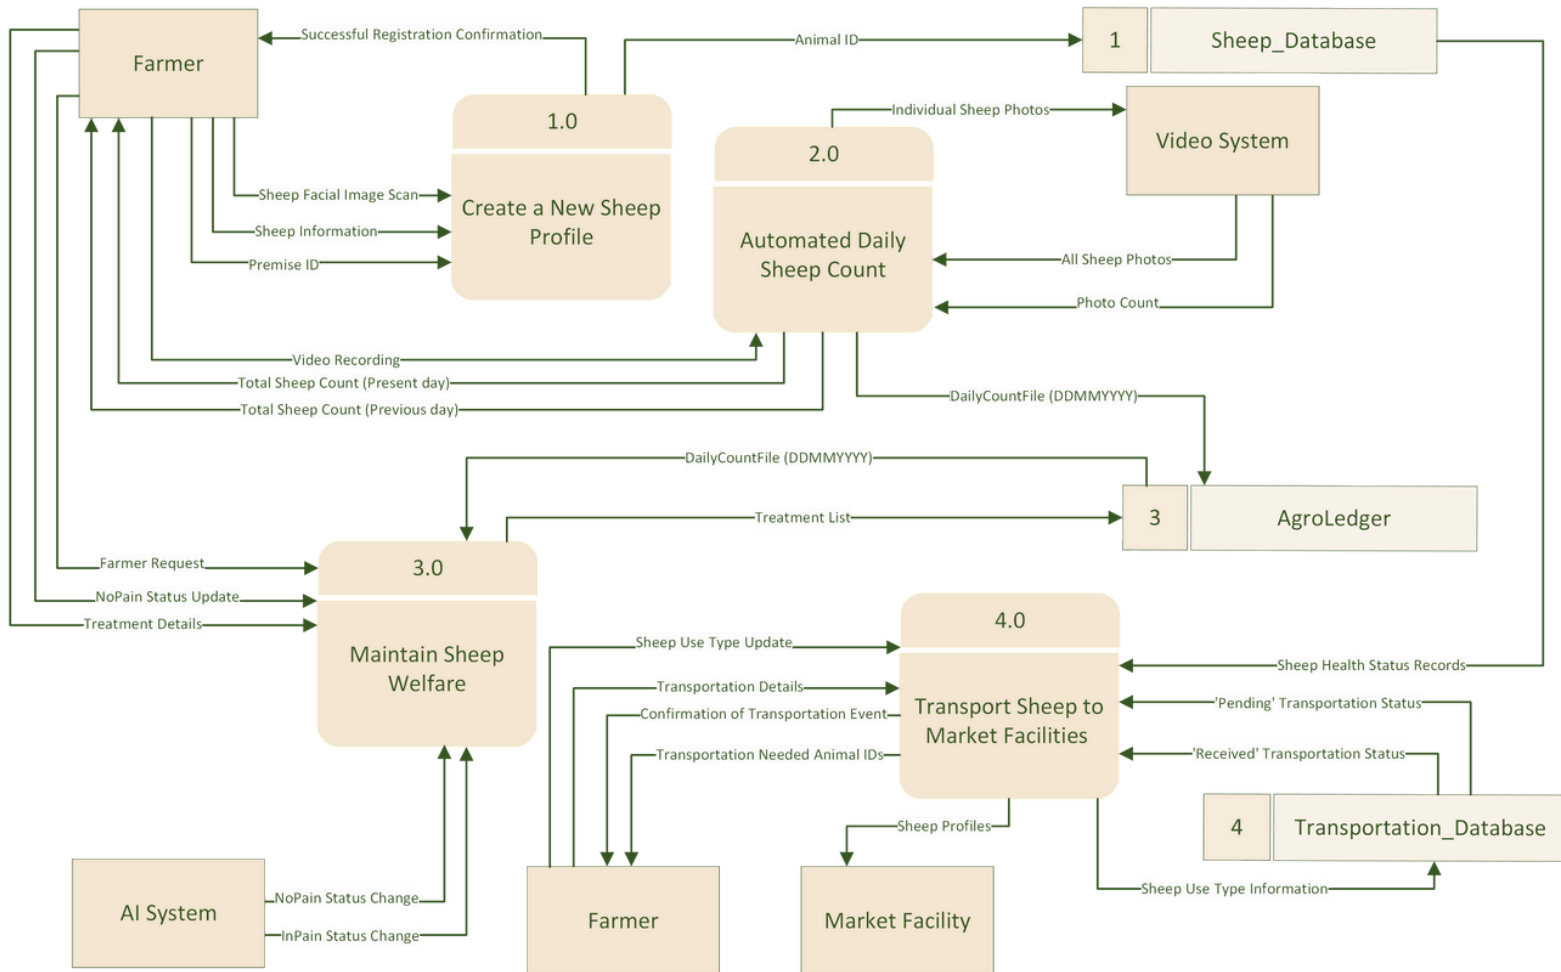 Farmer
Successful Registration Confirmation
Animal ID
1
Sheep_Database
1.0
Create a New Sheep
Profile
Individual Sheep Photos
Video System
2.0
Automated Daily
Sheep Count
Sheep Facial Image Scan
Sheep Information
Premise ID
All Sheep Photos
Photo Count
Video Recording
Total Sheep Count (Present day)
Total Sheep Count (Previous day)
DailyCountFile (DDMMYYYY)
DailyCountFile (DDMMYYYY)
Treatment List
3
AgroLedger
Farmer Request
NoPain Status Update
Treatment Details
3.0
Maintain Sheep
Welfare
4.0
Transport Sheep to
Market Facilities
Sheep Use Type Update
Transportation Details
Confirmation of Transportation Event
Transportation Needed Animal IDs
Sheep Health Status Records
'Pending' Transportation Status
'Received' Transportation Status
4
Transportation_Database
Sheep Profiles
Sheep Use Type Information
AI System
NoPain Status Change
InPain Status Change
Farmer
Market Facility